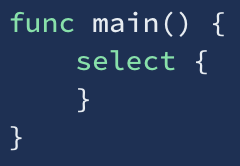 func main() {
    select {
    }
}